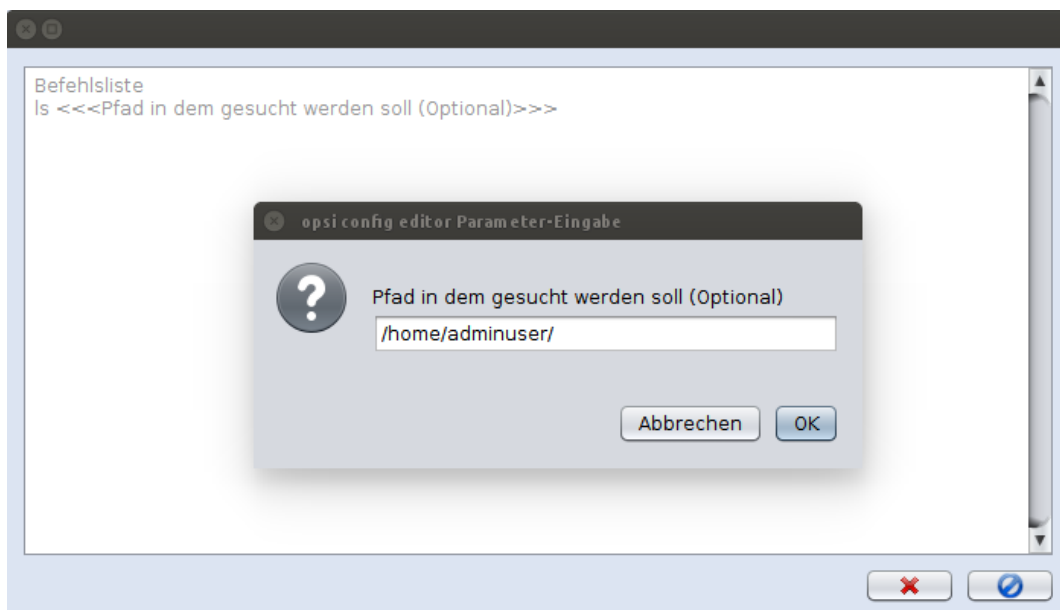 Befehlsliste
ls <<<Pfad in dem gesucht werden soll (Optional)>>>
opsi config editor Parameter-Eingabe
Pfad in dem gesucht werden soll (Optional)
/home/adminuser/
Abbrechen
OK